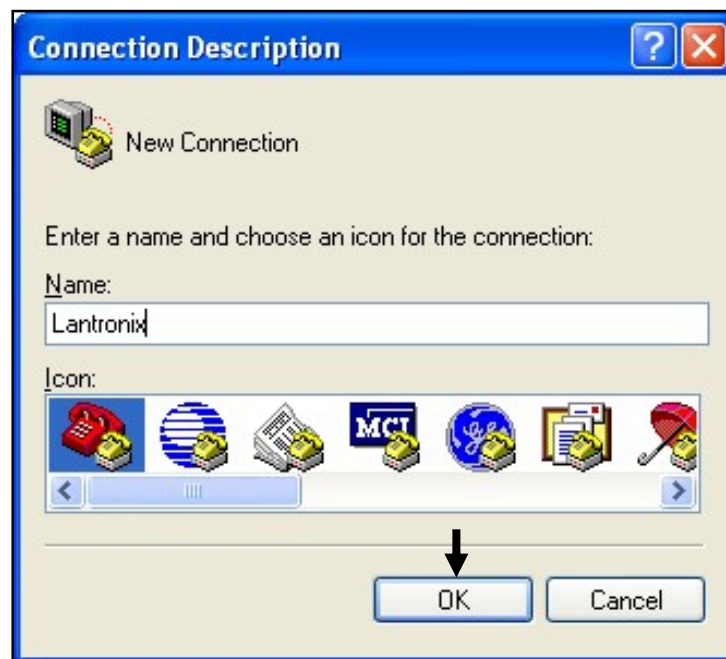 Connection Description
New Connection
Enter a name and choose an icon for the connection:
Name:
Lantronix
Icon:
MCI
OK Cancel